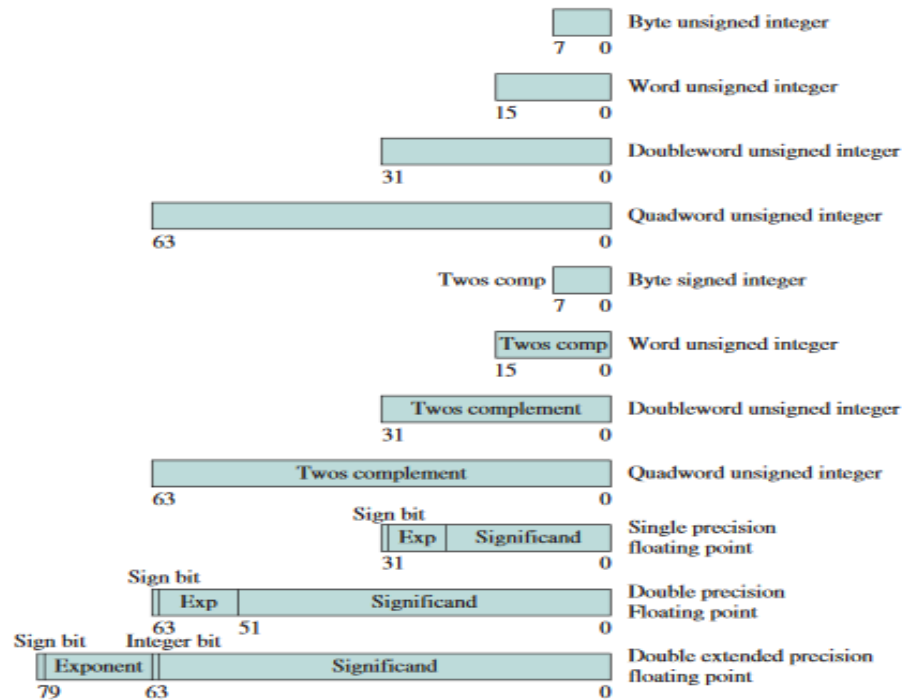 Byte unsigned integer
7 0
Word unsigned integer
15 0
Doubleword unsigned integer
31 0
Quadword unsigned integer
63 0
Twos comp Byte signed integer
7 0
Twos comp Word unsigned integer
15 0
Twos complement Doubleword unsigned integer
31 0
Twos complement Quadword unsigned integer
63 0
Sign bit
Exp Significand Single precision
floating point
31 0
Sign bit
Exp Significand Double precision
Floating point
63 51 0
Sign bit Integer bit
Exponent Significand Double extended precision
floating point
79 63 0